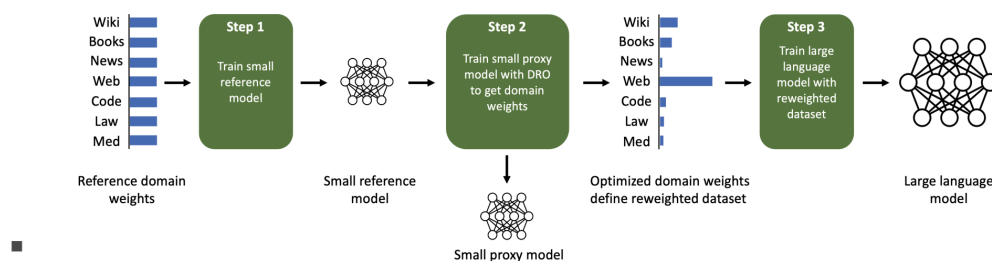 Wiki
Books
News
Web
Code
Law
Med
Reference domain
weights
Step 1
Train small
reference
model
Small reference
model
Step 2
Train small proxy
model with DRO
to get domain
weights
Small proxy model
Wiki
Books
News
Web
Code
Law
Med
Optimized domain weights
define reweighted dataset
Step 3
Train large
language
model with
reweighted
dataset
Large language
model